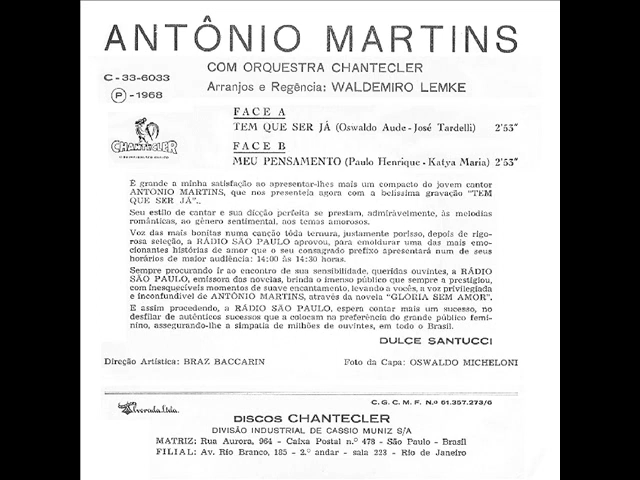 ANTÔNIO MARTINS
COM ORQUESTRA CHANTECLER
C - 33-6033
Arranjos e Regência: WALDEMIRO LEMKE
P - 1968
FACE A
TEM QUE SER JÁ (Oswaldo Aude - José Tardelli) 2'53"
FACE B
CHANTECLER
MEU PENSAMENTO (Paulo Henrique - Katya Maria) 2'53"
É grande a minha satisfação ao apresentar-lhes mais um compacto do jovem cantor
ANTONIO MARTINS, que nos presenteia agora com a belíssima gravação "TEM
QUE SER JÁ"..
Seu estilo de cantar e sua dicção perfeita se prestam, admiràvelmente, às melodias
românticas, ao gênero sentimental, aos temas amorosos.
Voz das mais bonitas numa canção tôda ternura, justamente porisso, depois de rigo-
rosa seleção, a RÁDIO SÃO PAULO aprovou, para emoldurar uma das mais emo-
cionantes histórias de amor que o seu consagrado prefixo apresentará num de seus
horários de maior audiência: 14:00 às 14:30 horas.
Sempre procurando ir ao encontro de sua sensibilidade, queridas ouvintes, a RÁDIO
SÃO PAULO, emissora das novelas, brinda o imenso público que sempre a prestigiou,
com inesquecíveis momentos de suave encantamento, levando a vocês, a voz privilegiada
e inconfundível de ANTÔNIO MARTINS, através da novela "GLÓRIA SEM AMOR".
E assim procedendo, a RÁDIO SÃO PAULO, espera contar mais um sucesso, no
desfilar de autênticos sucessos que a colocam na preferência do grande público femi-
nino, assegurando-lhe a simpatia de milhões de ouvintes, em todo o Brasil.
DULCE SANTUCCI
Direção Artística: BRAZ BACCARIN
Foto da Capa: OSWALDO MICHELONI
Alvorada Ltda.
C. G. C. M. F. N.o 61.357.273/6
DISCOS CHANTECLER
DIVISÃO INDUSTRIAL DE CASSIO MUNIZ S/A
MATRIZ: Rua Aurora, 964 - Caixa Postal n.º 478 - São Paulo - Brasil
FILIAL: Av. Rio Branco, 185 - 2.º andar - sala 223 - Rio de Janeiro